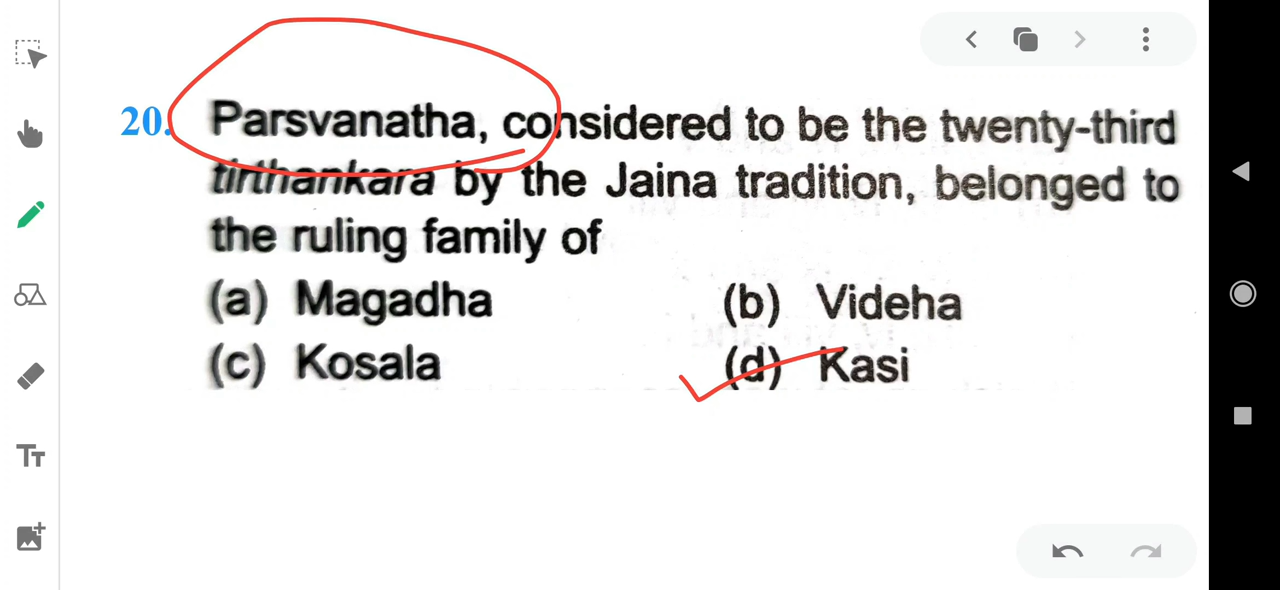 20. Parsvanatha, considered to be the twenty-third
tirthankara by the Jaina tradition, belonged to
the ruling family of
(a) Magadha (b) Videha
(c) Kosala (d) Kasi
TT